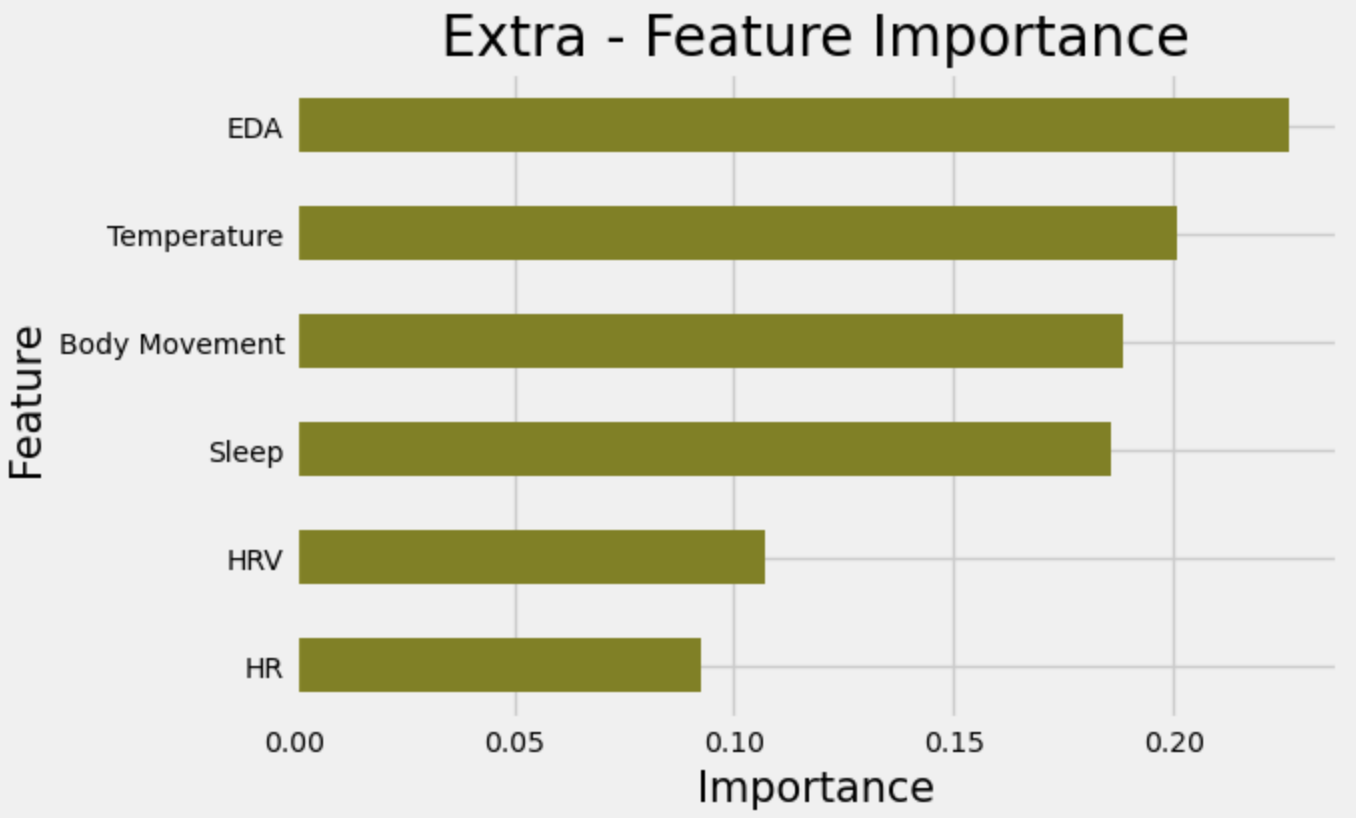 Extra - Feature Importance
EDA
Temperature
Body Movement
Sleep
HRV
HR
Feature
0.00 0.05 0.10 0.15 0.20
Importance